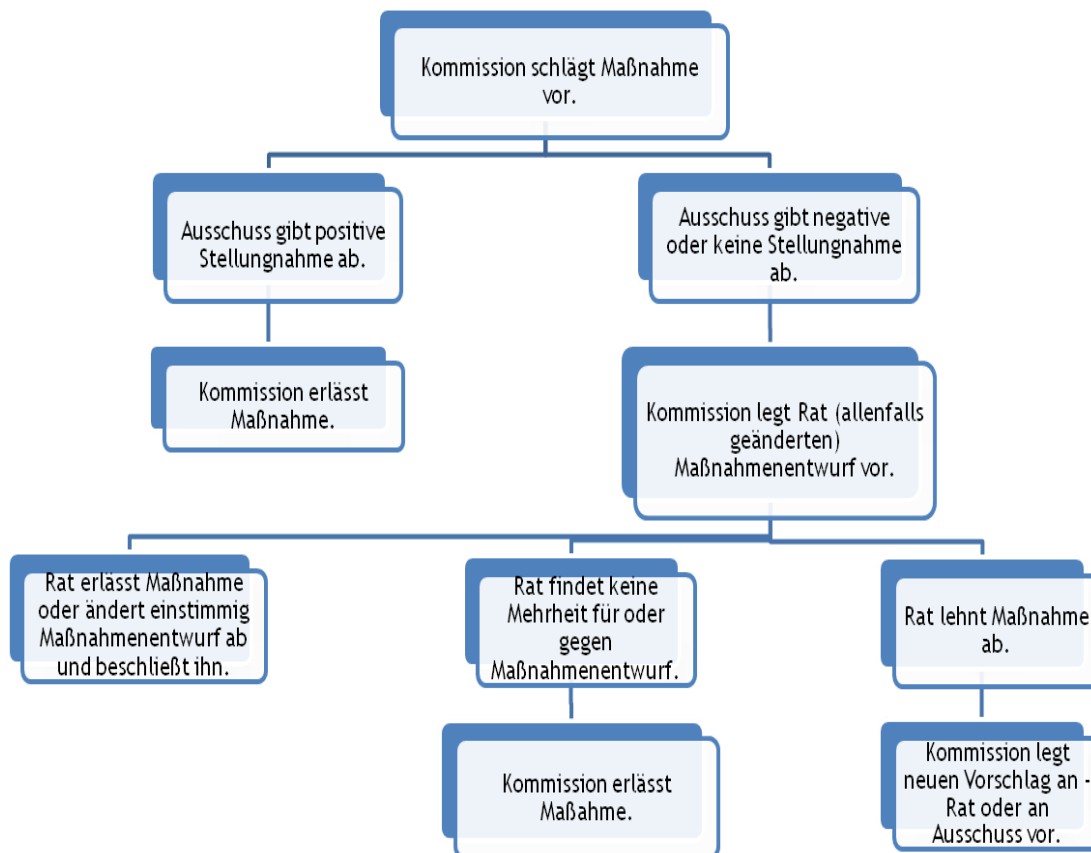 Kommission schlägt Maßnahme
vor.
Ausschuss gibt positive
Stellungnahme ab.
Ausschuss gibt negative
oder keine Stellungnahme
ab.
Kommission erlässt
Maßnahme.
Kommission legt Rat (allenfalls
geänderten)
Maßnahmenentwurf vor.
Rat erlässt Maßnahme
oder ändert einstimmig
Maßnahmenentwurf ab
und beschließt ihn.
Rat findet keine
Mehrheit für oder
gegen
Maßnahmenentwurf.
Rat lehnt Maßnahme
ab.
Kommission erlässt
Maßahme.
Kommission legt
neuen Vorschlag an -
Rat oder an
Ausschuss vor.